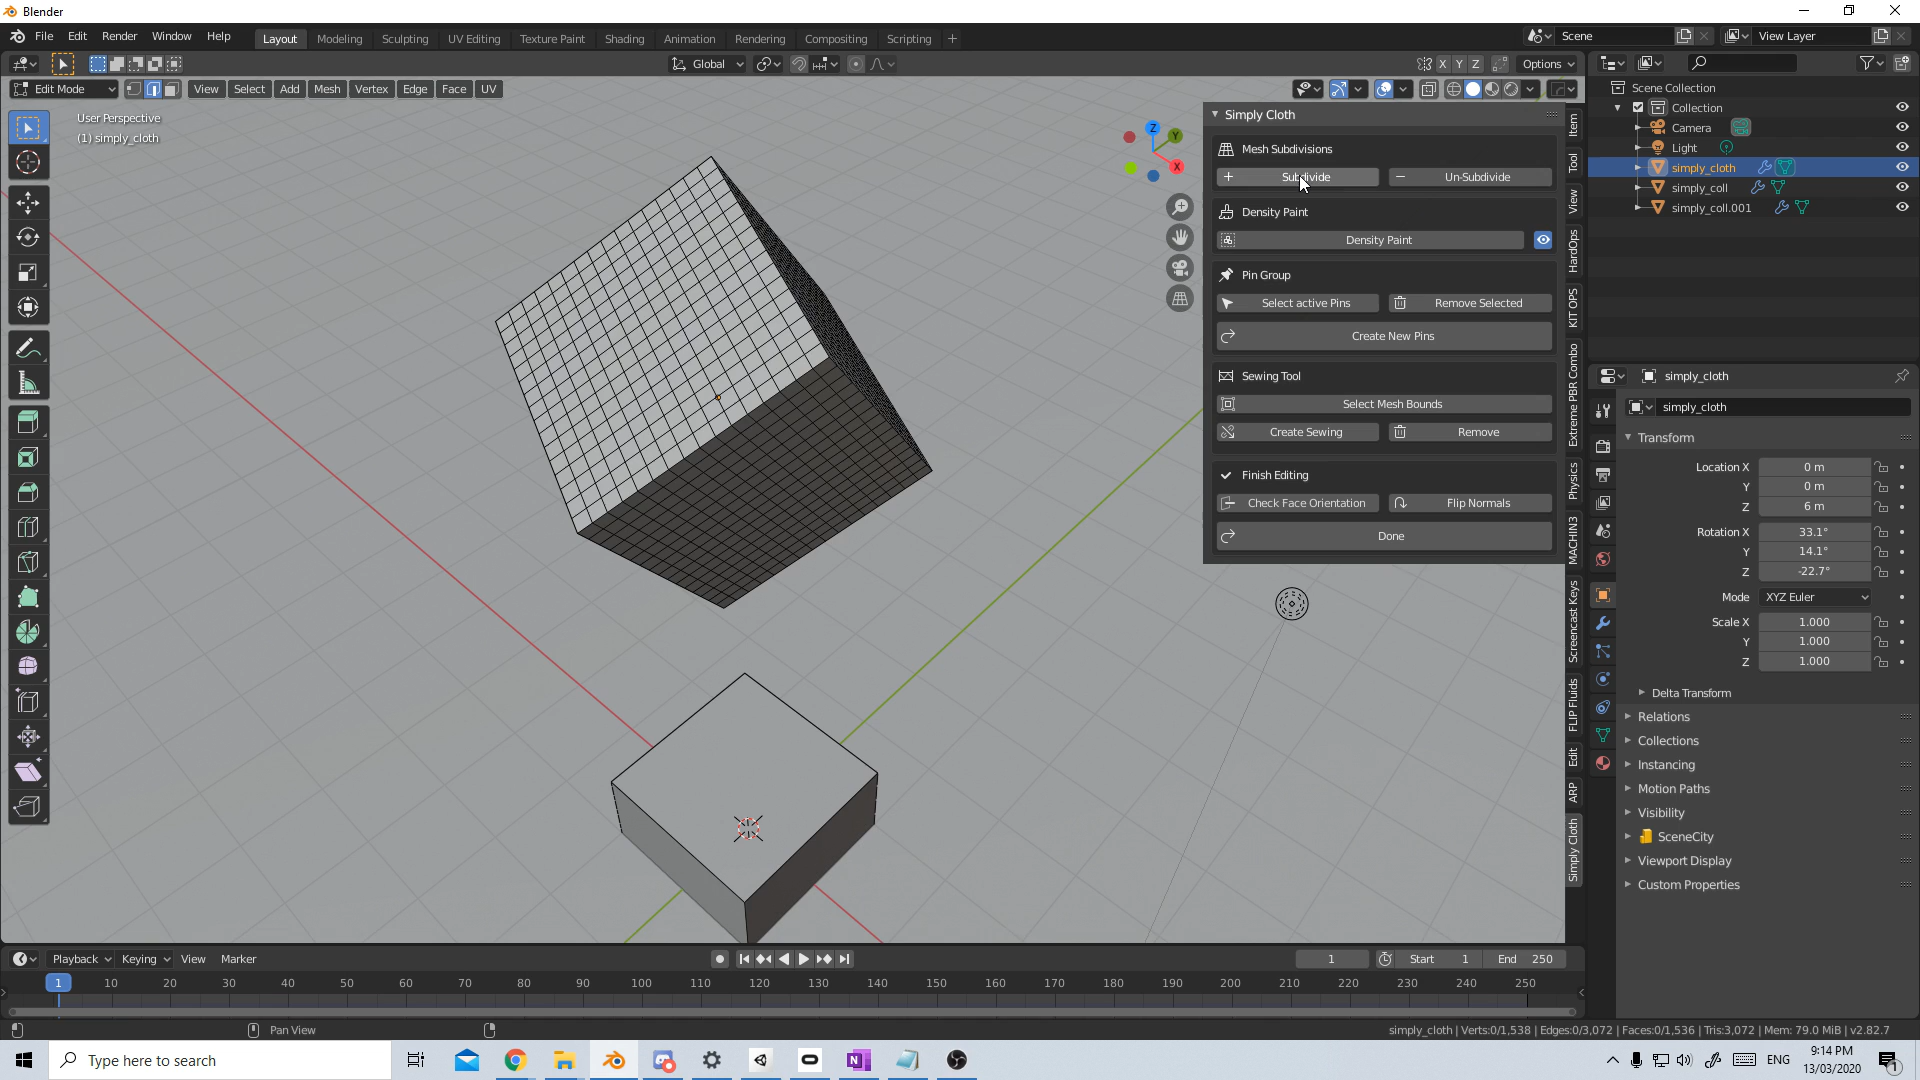 Blender
File Edit Render Window Help Layout Modeling Sculpting UV Editing Texture Paint Shading Animation Rendering Compositing Scripting + Scene View Layer
Global X Y Z Options
Edit Mode View Select Add Mesh Vertex Edge Face UV
User Perspective
(1) simply_cloth
Z
Y
X
Simply Cloth
Mesh Subdivisions
Subdivide Un-Subdivide
Density Paint
Density Paint
Pin Group
Select active Pins Remove Selected
Create New Pins
Sewing Tool
Select Mesh Bounds
Create Sewing Remove
Finish Editing
Check Face Orientation Flip Normals
Done
Item
Tool
View
HardOps
KIT OPS
Extreme PBR Combo
Physics
MACHIN3
Screencast Keys
FLIP Fluids
Edit
ARP
Simply Cloth
Scene Collection
Collection
Camera
Light
simply_cloth
simply_coll
simply_coll.001
simply_cloth
simply_cloth
Transform
Location X 0 m
Y 0 m
Z 6 m
Rotation X 33.1°
Y 14.1°
Z -22.7°
Mode XYZ Euler
Scale X 1.000
Y 1.000
Z 1.000
Delta Transform
Relations
Collections
Instancing
Motion Paths
Visibility
SceneCity
Viewport Display
Custom Properties
Playback Keying View Marker 1 Start 1 End 250
1 10 20 30 40 50 60 70 80 90 100 110 120 130 140 150 160 170 180 190 200 210 220 230 240 250
Pan View simply_cloth | Verts:0/1,538 | Edges:0/3,072 | Faces:0/1,536 | Tris:3,072 | Mem: 79.0 MiB | v2.82.7
Type here to search ENG 9:14 PM
13/03/2020
1